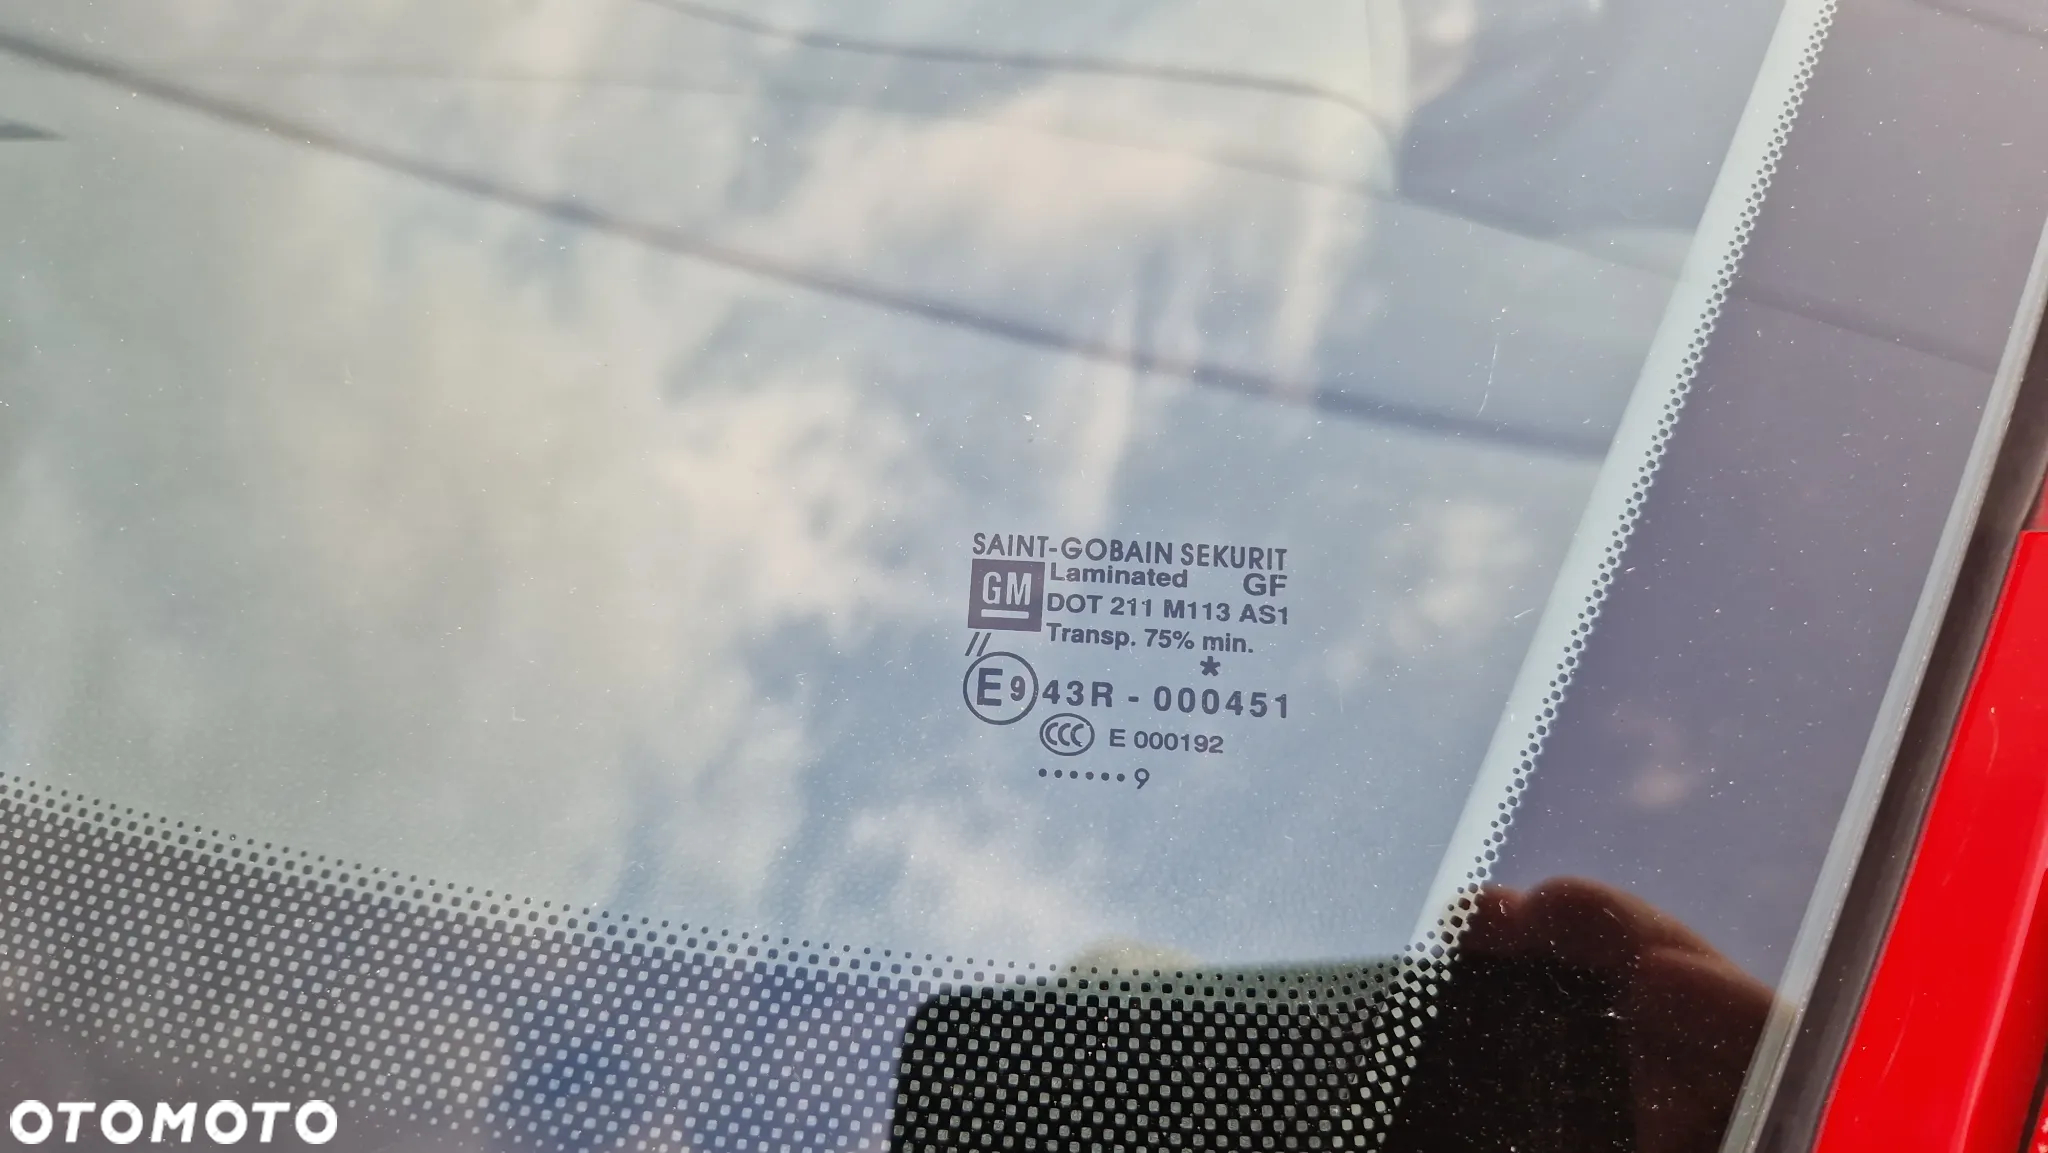 SAINT-GOBAIN SEKURIT
GM
Laminated GF
DOT 211 M113 AS1
Transp. 75% min.
//
*
E9 43R - 000451
CCC E 000192
......9
OTOMOTO